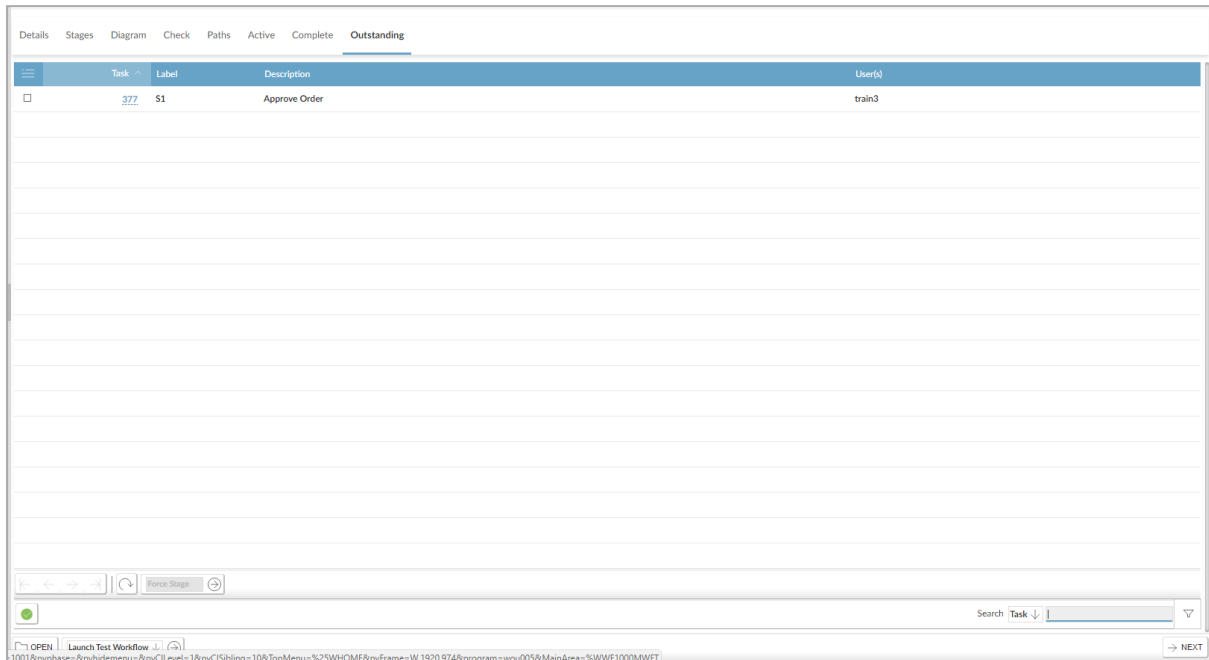 Details Stages Diagram Check Paths Active Complete Outstanding
Task Label Description User(s)
377 S1 Approve Order train3
Force Stage
Search Task
OPEN Launch Test Workflow NEXT